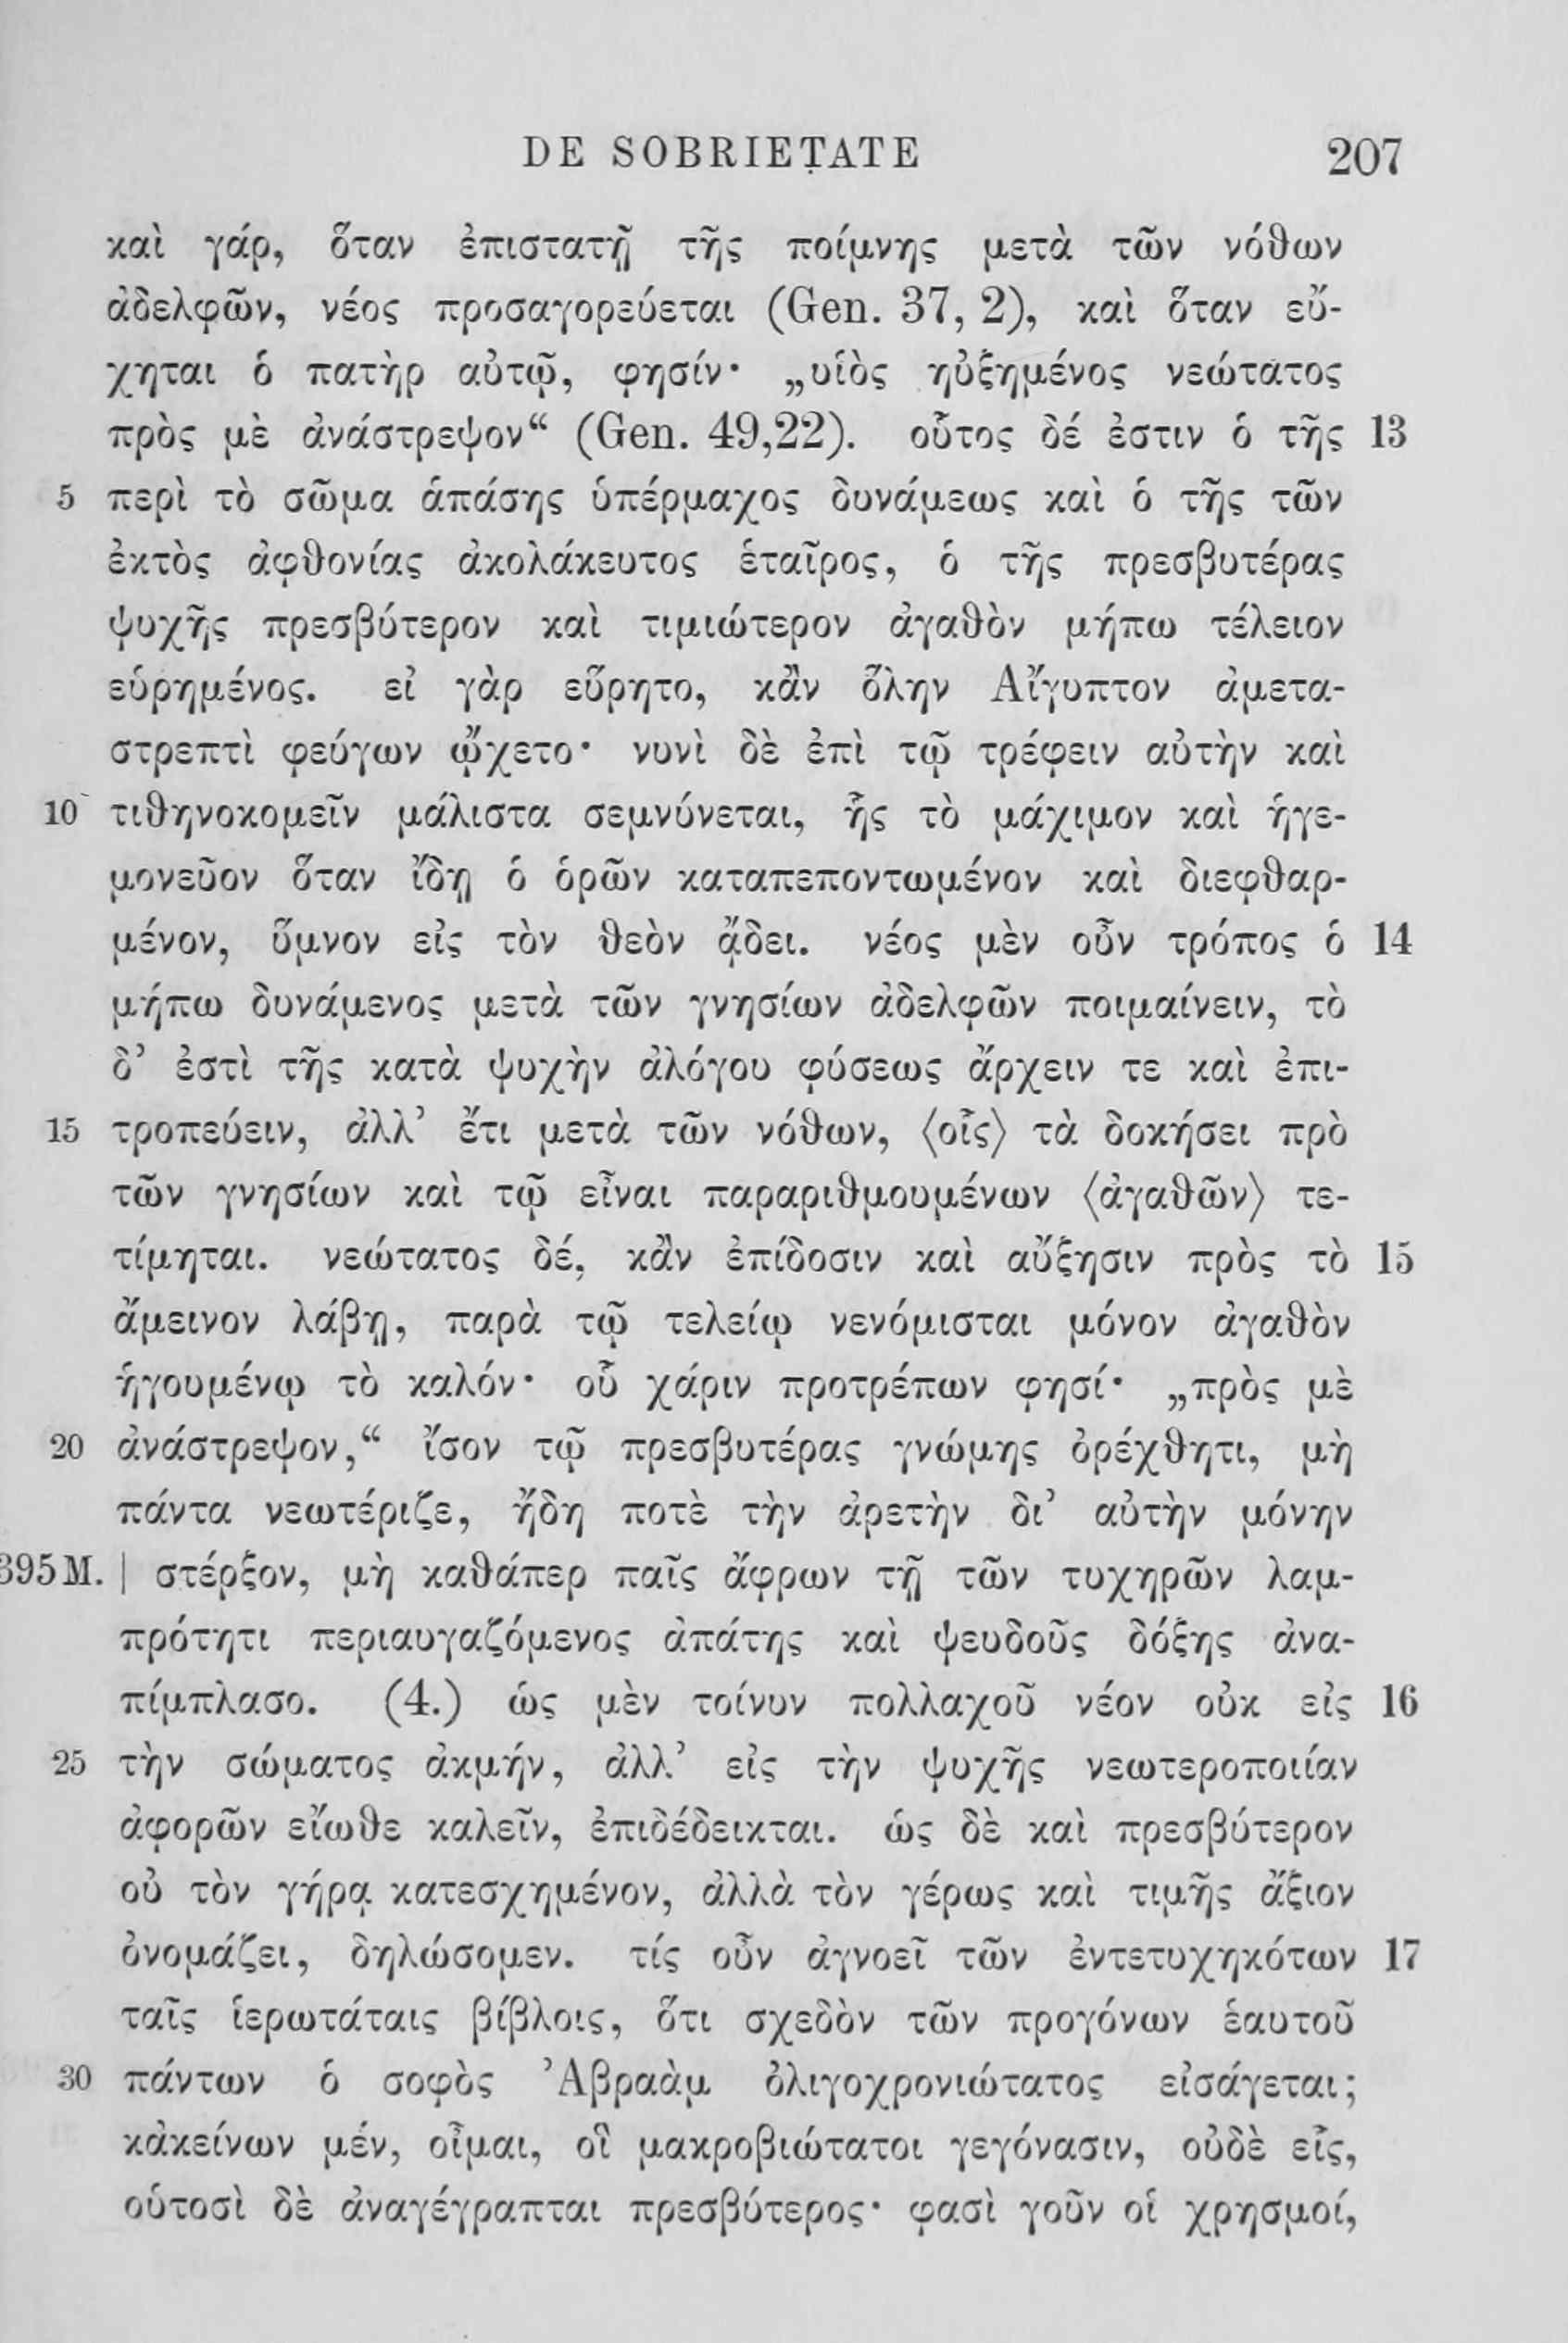 DE SOBRIETATE 207
καὶ γάρ, ὅταν ἐπιστατῇ τῆς ποίμνης μετὰ τῶν νόθων
ἀδελφῶν, νέος προσαγορεύεται (Gen. 37, 2), καὶ ὅταν εὔ-
χηται ὁ πατὴρ αὐτῷ, φησίν· „υἱὸς ηὐξημένος νεώτατος
πρὸς μὲ ἀνάστρεψον“ (Gen. 49,22). οὗτος δέ ἐστιν ὁ τῆς 13
5 περὶ τὸ σῶμα ἁπάσης ὑπέρμαχος δυνάμεως καὶ ὁ τῆς τῶν
ἐκτὸς ἀφθονίας ἀκολάκευτος ἑταῖρος, ὁ τῆς πρεσβυτέρας
ψυχῆς πρεσβύτερον καὶ τιμιώτερον ἀγαθὸν μήπω τέλειον
εὑρημένος. εἰ γὰρ εὕρητο, κἂν ὅλην Αἴγυπτον ἀμετα-
στρεπτὶ φεύγων ᾤχετο· νυνὶ δὲ ἐπὶ τῷ τρέφειν αὐτὴν καὶ
10 τιθηνοκομεῖν μάλιστα σεμνύνεται, ἧς τὸ μάχιμον καὶ ἡγε-
μονεῦον ὅταν ἴδῃ ὁ ὁρῶν καταπεποντωμένον καὶ διεφθαρ-
μένον, ὕμνον εἰς τὸν θεὸν ᾄδει. νέος μὲν οὖν τρόπος ὁ 14
μήπω δυνάμενος μετὰ τῶν γνησίων ἀδελφῶν ποιμαίνειν, τὸ
δ’ ἐστὶ τῆς κατὰ ψυχὴν ἀλόγου φύσεως ἄρχειν τε καὶ ἐπι-
15 τροπεύειν, ἀλλ’ ἔτι μετὰ τῶν νόθων, ⟨οἷς⟩ τὰ δοκήσει πρὸ
τῶν γνησίων καὶ τῷ εἶναι παραριθμουμένων ⟨ἀγαθῶν⟩ τε-
τίμηται. νεώτατος δέ, κἂν ἐπίδοσιν καὶ αὔξησιν πρὸς τὸ 15
ἄμεινον λάβῃ, παρὰ τῷ τελείῳ νενόμισται μόνον ἀγαθὸν
ἡγουμένῳ τὸ καλόν· οὗ χάριν προτρέπων φησί· „πρὸς μὲ
20 ἀνάστρεψον,“ ἴσον τῷ πρεσβυτέρας γνώμης ὀρέχθητι, μὴ
πάντα νεωτέριζε, ἤδη ποτὲ τὴν ἀρετὴν δι’ αὐτὴν μόνην
395 M. | στέρξον, μὴ καθάπερ παῖς ἄφρων τῇ τῶν τυχηρῶν λαμ-
πρότητι περιαυγαζόμενος ἀπάτης καὶ ψευδοῦς δόξης ἀνα-
πίμπλασο. (4.) ὡς μὲν τοίνυν πολλαχοῦ νέον οὐκ εἰς 16
25 τὴν σώματος ἀκμήν, ἀλλ’ εἰς τὴν ψυχῆς νεωτεροποιίαν
ἀφορῶν εἴωθε καλεῖν, ἐπιδέδεικται. ὡς δὲ καὶ πρεσβύτερον
οὐ τὸν γήρᾳ κατεσχημένον, ἀλλὰ τὸν γέρως καὶ τιμῆς ἄξιον
ὀνομάζει, δηλώσομεν. τίς οὖν ἀγνοεῖ τῶν ἐντετυχηκότων 17
ταῖς ἱερωτάταις βίβλοις, ὅτι σχεδὸν τῶν προγόνων ἑαυτοῦ
30 πάντων ὁ σοφὸς Ἀβραὰμ ὀλιγοχρονιώτατος εἰσάγεται;
κἀκείνων μέν, οἶμαι, οἳ μακροβιώτατοι γεγόνασιν, οὐδὲ εἷς,
οὑτοσὶ δὲ ἀναγέγραπται πρεσβύτερος· φασὶ γοῦν οἱ χρησμοί,